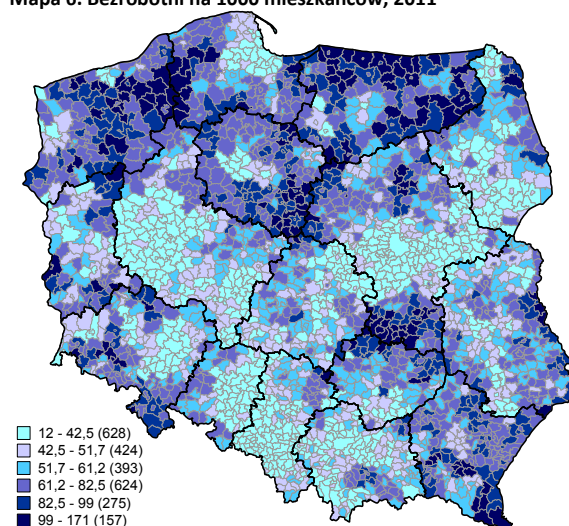 Mapa 6. Bezrobotni na 1000 mieszkańców, 2011
12 - 42,5 (628)
42,5 - 51,7 (424)
51,7 - 61,2 (393)
61,2 - 82,5 (624)
82,5 - 99 (275)
99 - 171 (157)